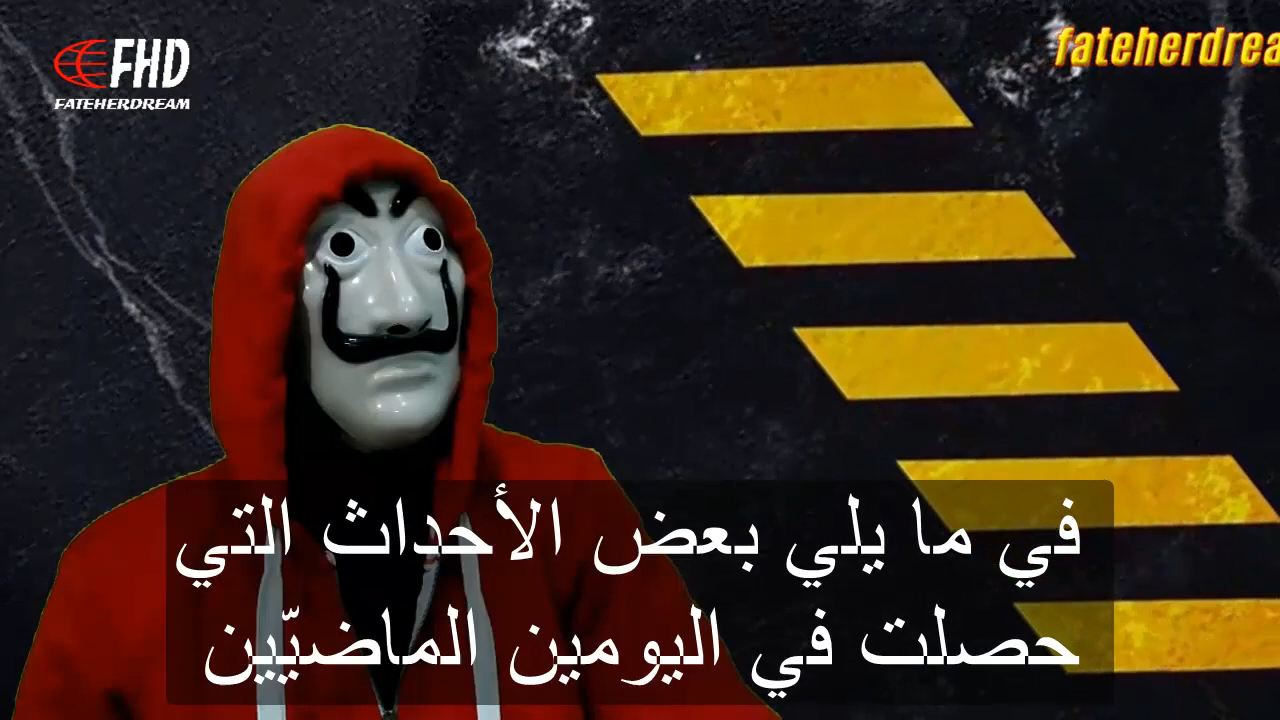 FHD
FATEHERDREAM
fateherdrea
في ما يلي بعض الأحداث التي
حصلت في اليومين الماضيّين